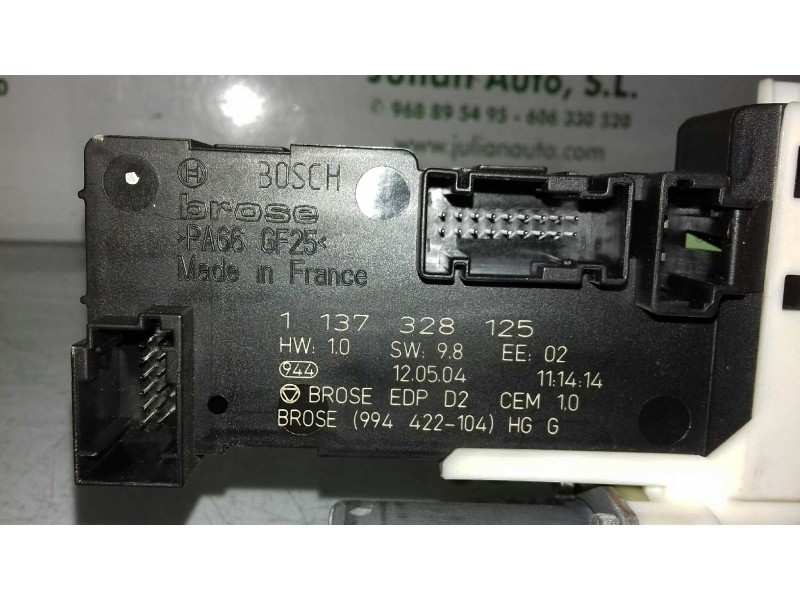 Julián Auto, S.L.
968 89 54 95 - 606 330 520
www.julianauto.com
BOSCH
brose
>PA66 GF25<
Made in France
1 137 328 125
HW: 1.0 SW: 9.8 EE: 02
944 12.05.04 11:14:14
BROSE EDP D2 CEM 1.0
BROSE (994 422-104) HG G